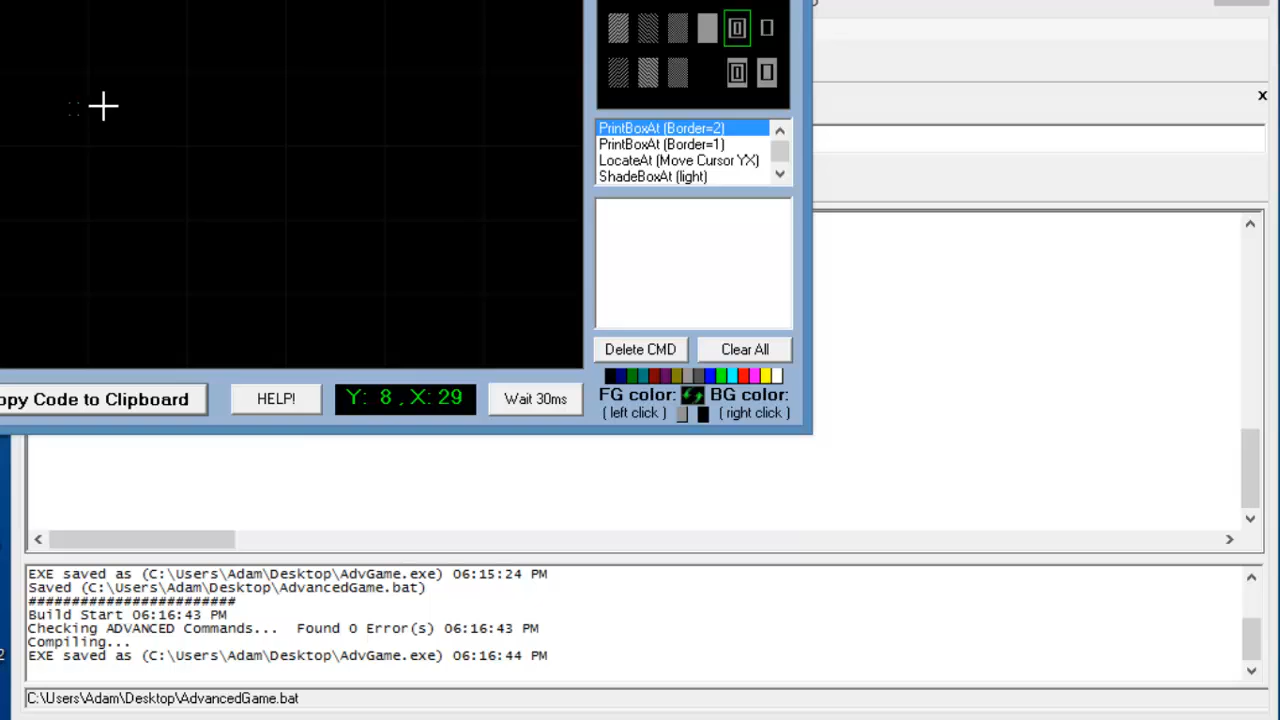 x
PrintBoxAt (Border=2)
PrintBoxAt (Border=1)
LocateAt (Move Cursor YX)
ShadeBoxAt (light)
Delete CMD
Clear All
opy Code to Clipboard
HELP!
Y: 8 , X: 29
Wait 30ms
FG color: BG color:
( left click ) ( right click )
EXE saved as (C:\Users\Adam\Desktop\AdvGame.exe) 06:15:24 PM
Saved (C:\Users\Adam\Desktop\AdvancedGame.bat)
########################
Build Start 06:16:43 PM
Checking ADVANCED Commands... Found 0 Error(s) 06:16:43 PM
Compiling...
EXE saved as (C:\Users\Adam\Desktop\AdvGame.exe) 06:16:44 PM
2
C:\Users\Adam\Desktop\AdvancedGame.bat